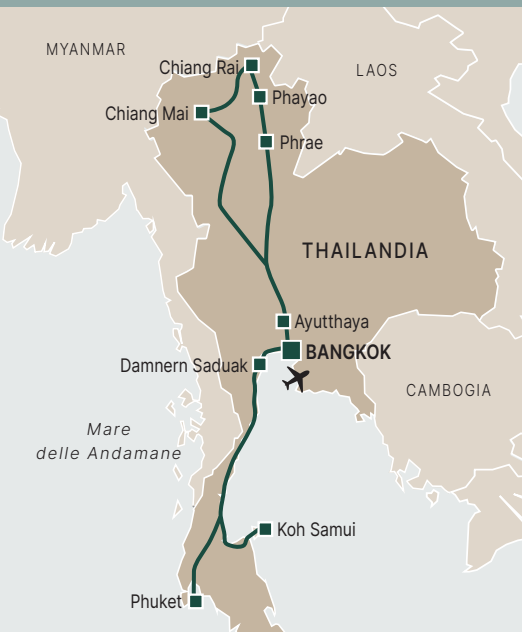 MYANMAR
LAOS
Chiang Rai
Phayao
Chiang Mai
Phrae
THAILANDIA
Ayutthaya
BANGKOK
Damnern Saduak
CAMBOGIA
Mare
delle Andamane
Koh Samui
Phuket